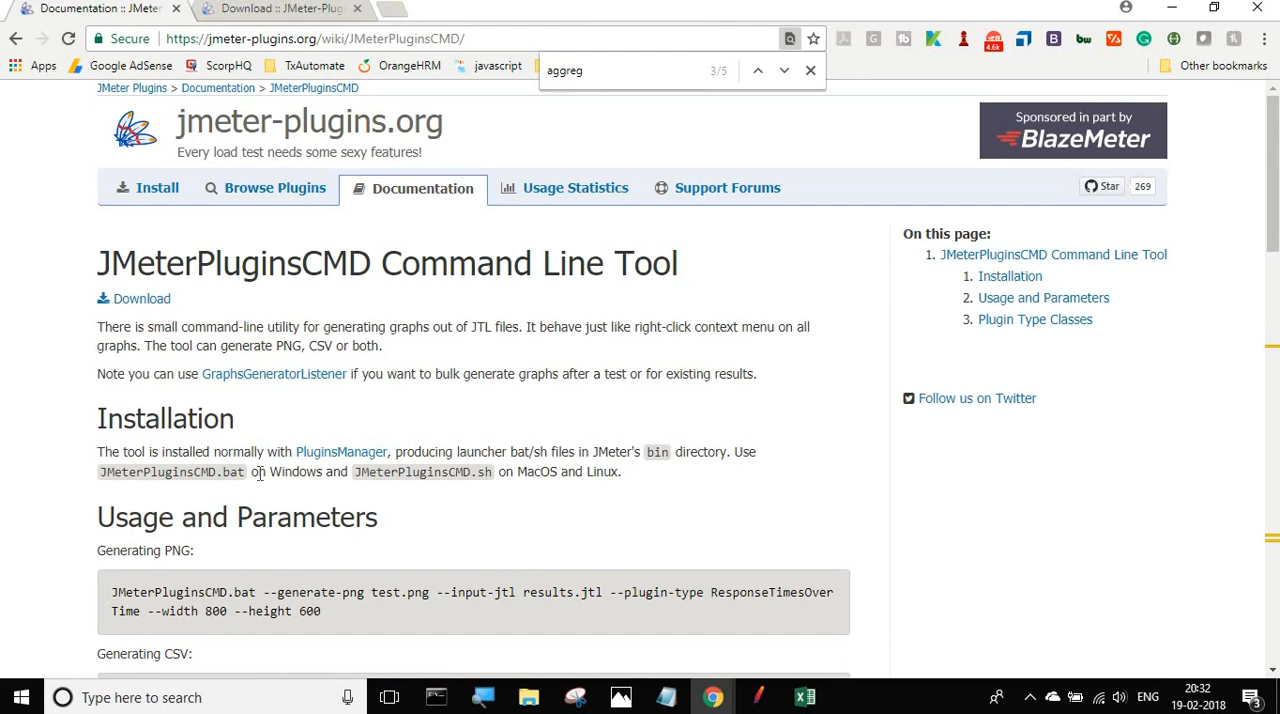 Documentation :: JMeter
Download :: JMeter-Plug
Secure
https://jmeter-plugins.org/wiki/JMeterPluginsCMD/
4.6k
Apps
Google AdSense
ScorpHQ
TxAutomate
OrangeHRM
javascript
aggreg
3/5
Other bookmarks
JMeter Plugins > Documentation > JMeterPluginsCMD
jmeter-plugins.org
Every load test needs some sexy features!
Sponsored in part by
BlazeMeter
Install
Browse Plugins
Documentation
Usage Statistics
Support Forums
Star
269
JMeterPluginsCMD Command Line Tool
Download
There is small command-line utility for generating graphs out of JTL files. It behave just like right-click context menu on all
graphs. The tool can generate PNG, CSV or both.
Note you can use GraphsGeneratorListener if you want to bulk generate graphs after a test or for existing results.
Installation
The tool is installed normally with PluginsManager, producing launcher bat/sh files in JMeter's bin directory. Use
JMeterPluginsCMD.bat on Windows and JMeterPluginsCMD.sh on MacOS and Linux.
Usage and Parameters
Generating PNG:
JMeterPluginsCMD.bat --generate-png test.png --input-jtl results.jtl --plugin-type ResponseTimesOver
Time --width 800 --height 600
Generating CSV:
On this page:
1. JMeterPluginsCMD Command Line Tool
1. Installation
2. Usage and Parameters
3. Plugin Type Classes
Follow us on Twitter
Type here to search
ENG
20:32
19-02-2018
3